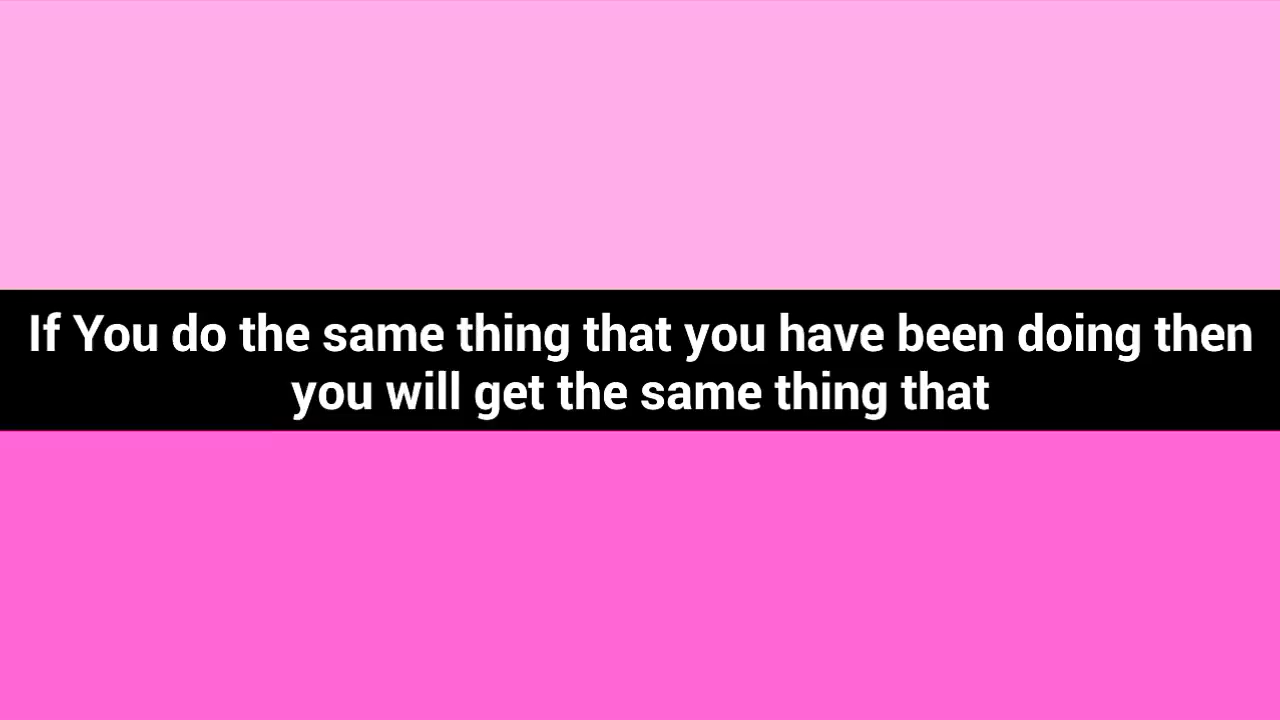 If You do the same thing that you have been doing then
you will get the same thing that